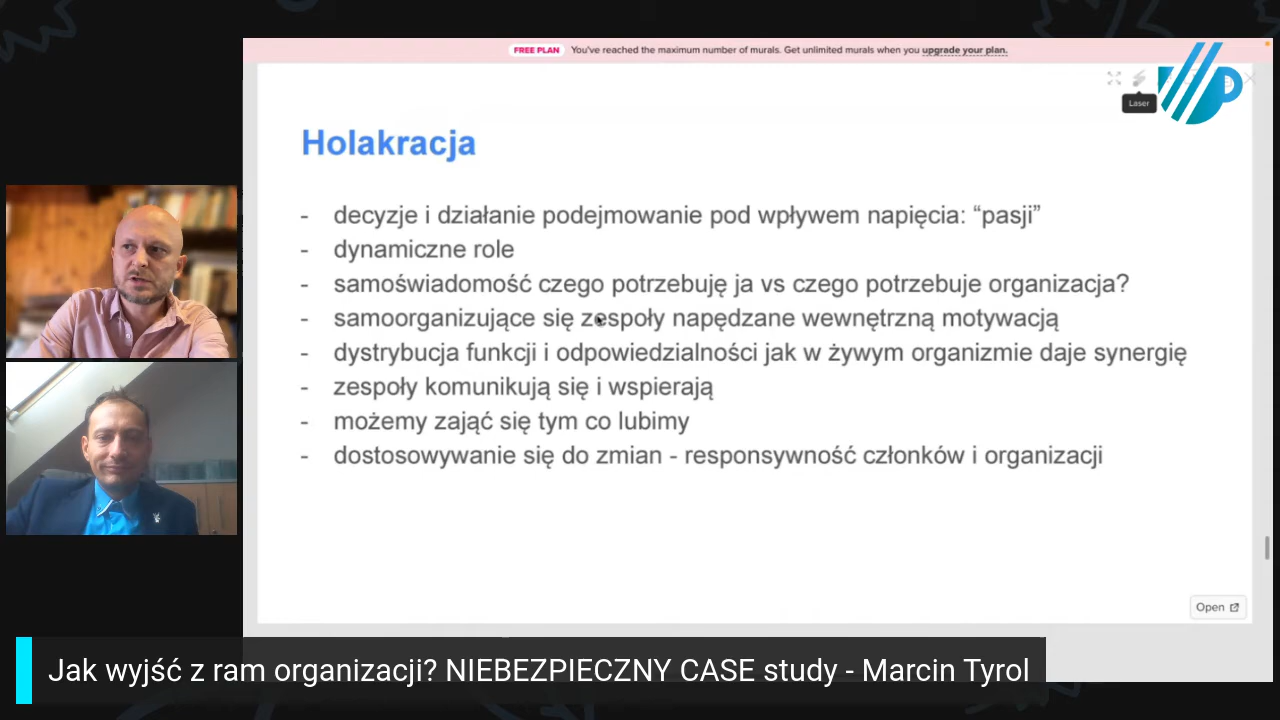 FREE PLAN You've reached the maximum number of murals. Get unlimited murals when you upgrade your plan.
Laser
Holakracja
- decyzje i działanie podejmowanie pod wpływem napięcia: “pasji”
- dynamiczne role
- samoświadomość czego potrzebuję ja vs czego potrzebuje organizacja?
- samoorganizujące się zespoły napędzane wewnętrzną motywacją
- dystrybucja funkcji i odpowiedzialności jak w żywym organizmie daje synergię
- zespoły komunikują się i wspierają
- możemy zająć się tym co lubimy
- dostosowywanie się do zmian - responsywność członków i organizacji
Open
Jak wyjść z ram organizacji? NIEBEZPIECZNY CASE study - Marcin Tyrol